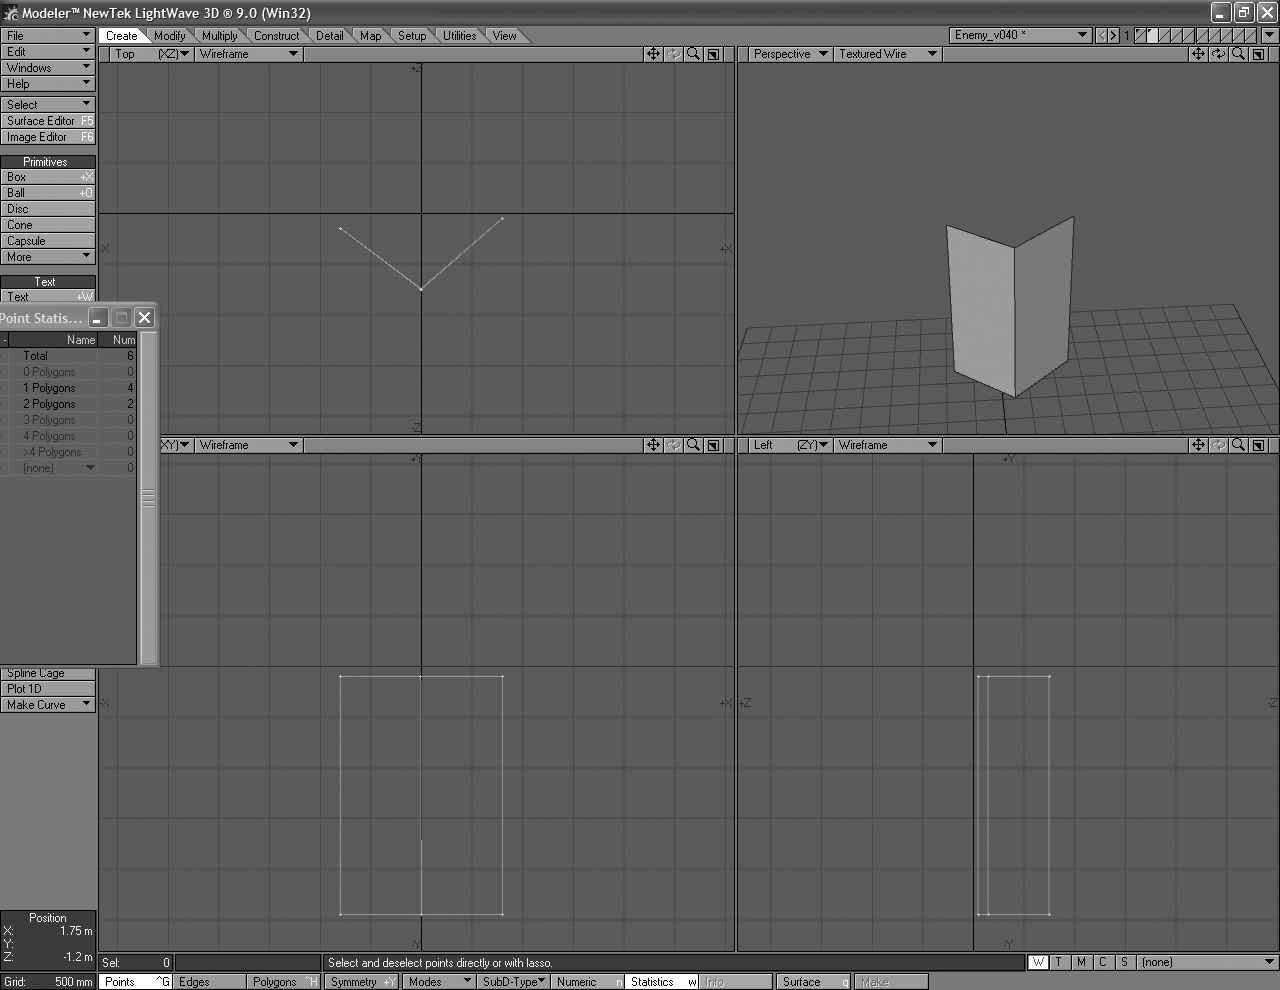 Modeler™ NewTek LightWave 3D ® 9.0 (Win32)
File
Create Modify Multiply Construct Detail Map Setup Utilities View
Enemy_v040 * 1
Edit
Top (XZ) Wireframe
Perspective Textured Wire
Windows
Help
+Z
Select
Surface Editor F5
Image Editor F6
Primitives
Box +X
Ball +O
Disc
Cone
Capsule
-X +X
More
Text
Text +W
Point Statis...
- Name Num
Total 6
0 Polygons 0
1 Polygons 4
2 Polygons 2
3 Polygons 0
-Z
4 Polygons 0
XY) Wireframe
Left (ZY) Wireframe
>4 Polygons 0
+Y +Y
(none) 0
Spline Cage
Plot 1D
Make Curve
-X +X +Z -Z
Position
X: 1.75 m
Y:
-Y -Y
Z: -1.2 m
Sel: 0
Select and deselect points directly or with lasso.
W T M C S (none)
Grid: 500 mm
Points ^G Edges Polygons ^H Symmetry +Y Modes SubD-Type Numeric n Statistics w Info Surface q Make